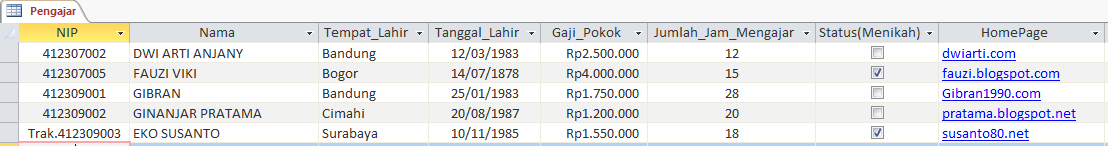 Pengajar
NIP Nama Tempat_Lahir Tanggal_Lahir Gaji_Pokok Jumlah_Jam_Mengajar Status(Menikah) HomePage
412307002 DWI ARTI ANJANY Bandung 12/03/1983 Rp2.500.000 12 dwiarti.com
412307005 FAUZI VIKI Bogor 14/07/1878 Rp4.000.000 15 fauzi.blogspot.com
412309001 GIBRAN Bandung 25/01/1983 Rp1.750.000 28 Gibran1990.com
412309002 GINANJAR PRATAMA Cimahi 20/08/1987 Rp1.200.000 20 pratama.blogspot.net
Trak.412309003 EKO SUSANTO Surabaya 10/11/1985 Rp1.550.000 18 susanto80.net